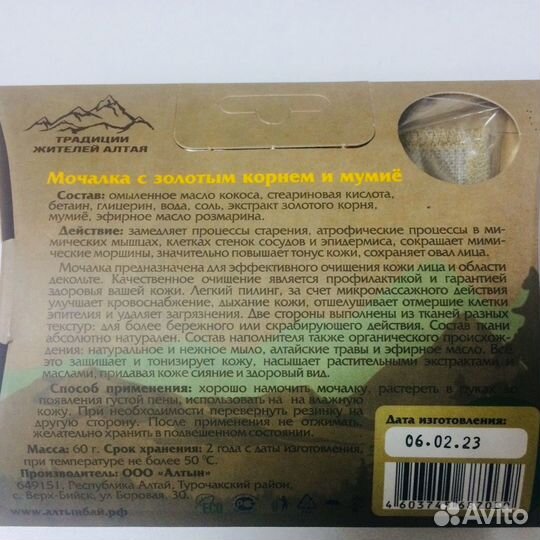 ТРАДИЦИИ
ЖИТЕЛЕЙ АЛТАЯ
Мочалка с золотым корнем и мумиё
Состав: омыленное масло кокоса, стеариновая кислота,
бетаин, глицерин, вода, соль, экстракт золотого корня,
мумиё, эфирное масло розмарина.
Действие: замедляет процессы старения, атрофические процессы в ми-
мических мышцах, клетках стенок сосудов и эпидермиса, сокращает мими-
ческие морщины, значительно повышает тонус кожи, сохраняет овал лица.
Мочалка предназначена для эффективного очищения кожи лица и области
декольте. Качественное очищение является профилактикой и гарантией
здоровья вашей кожи. Легкий пилинг, за счет микромассажного действия
улучшает кровоснабжение, дыхание кожи, отшелушивает отмершие клетки
эпителия и удаляет загрязнения. Две стороны выполнены из тканей разных
текстур: для более бережного или скрабирующего действия. Состав ткани
абсолютно натурален. Состав наполнителя также органического происхож-
дения: натуральное и нежное мыло, алтайские травы и эфирное масло. Всё
это защищает и тонизирует кожу, насыщает растительными экстрактами и
маслами, придавая коже сияние и здоровый вид.
Способ применения: хорошо намочить мочалку, растереть в руках до
появления густой пены, использовать на на влажную
кожу. При необходимости перевернуть резинку на
другую сторону. После применения не отжимать,
желательно хранить в подвешенном состоянии.
Масса: 60 г. Срок хранения: 2 года с даты изготовления,
при температуре не более 50 °C.
Производитель: ООО «Алтын»
649151, Республика Алтай, Турочакский район,
с. Верх-Бийск, ул Боровая, 30.
www.алтынбай.рф
ECO
Дата изготовления:
06.02.23
Avito